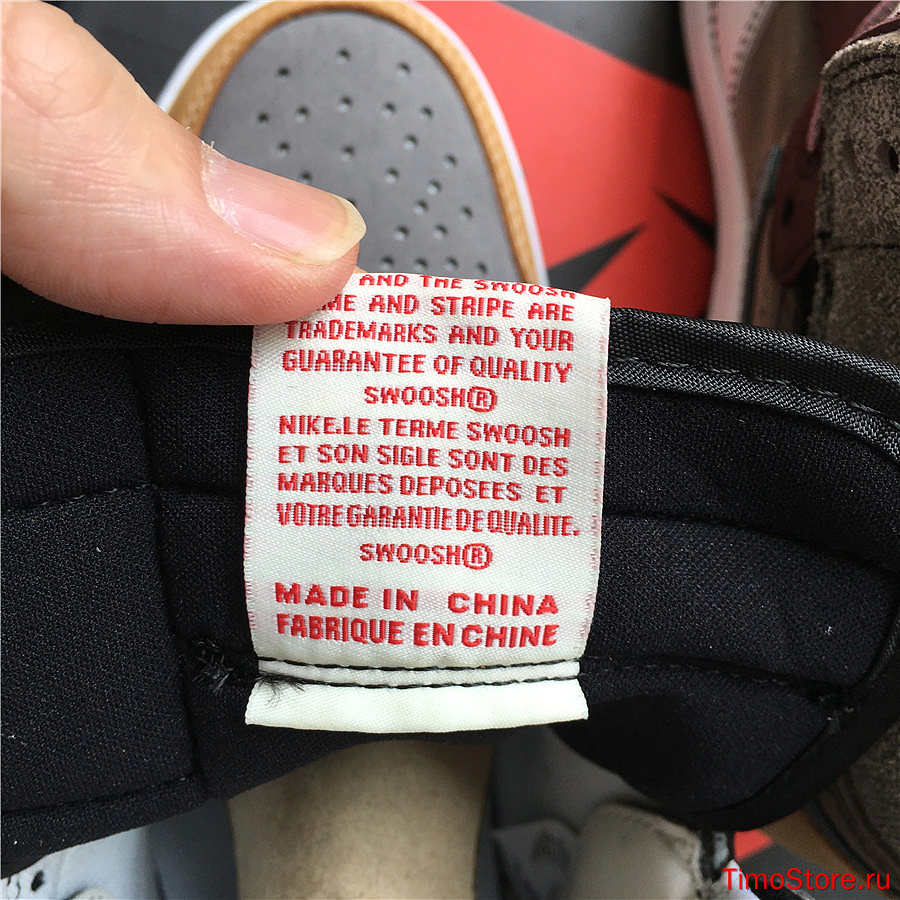 AND THE SWOOSH
ME AND STRIPE ARE
TRADEMARKS AND YOUR
GUARANTEE OF QUALITY
SWOOSH®
NIKE.LE TERME SWOOSH
ET SON SIGLE SONT DES
MARQUES DEPOSEES ET
VOTRE GARANTIE DE QUALITE.
SWOOSH®
MADE IN CHINA
FABRIQUE EN CHINE
TimoStore.ru